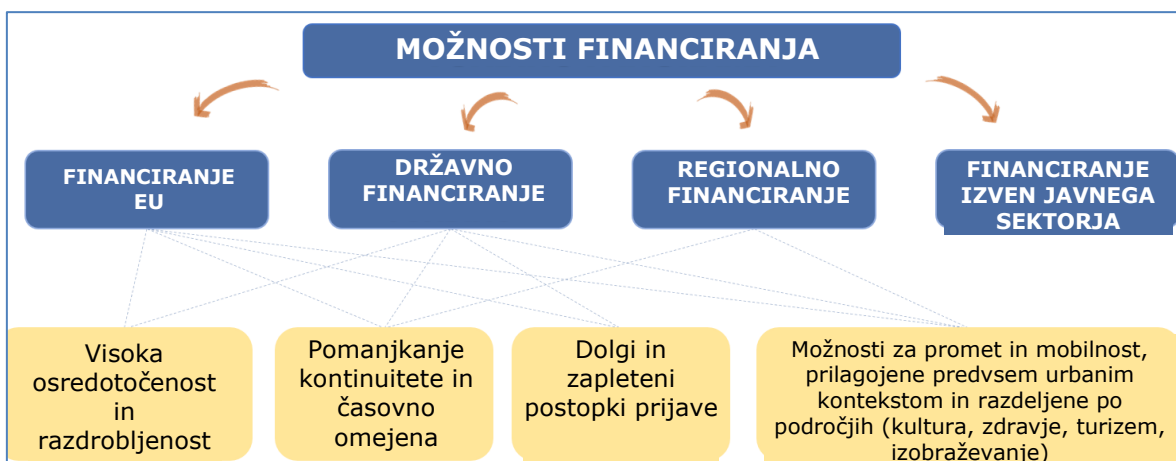 MOŽNOSTI FINANCIRANJA
FINANCIRANJE
EU
DRŽAVNO
FINANCIRANJE
REGIONALNO
FINANCIRANJE
FINANCIRANJE
IZVEN JAVNEGA
SEKTORJA
Visoka
osredotočenost
in
razdrobljenost
Pomanjkanje
kontinuitete in
časovno
omejena
Dolgi in
zapleteni
postopki prijave
Možnosti za promet in mobilnost,
prilagojene predvsem urbanim
kontekstom in razdeljene po
področjih (kultura, zdravje, turizem,
izobraževanje)